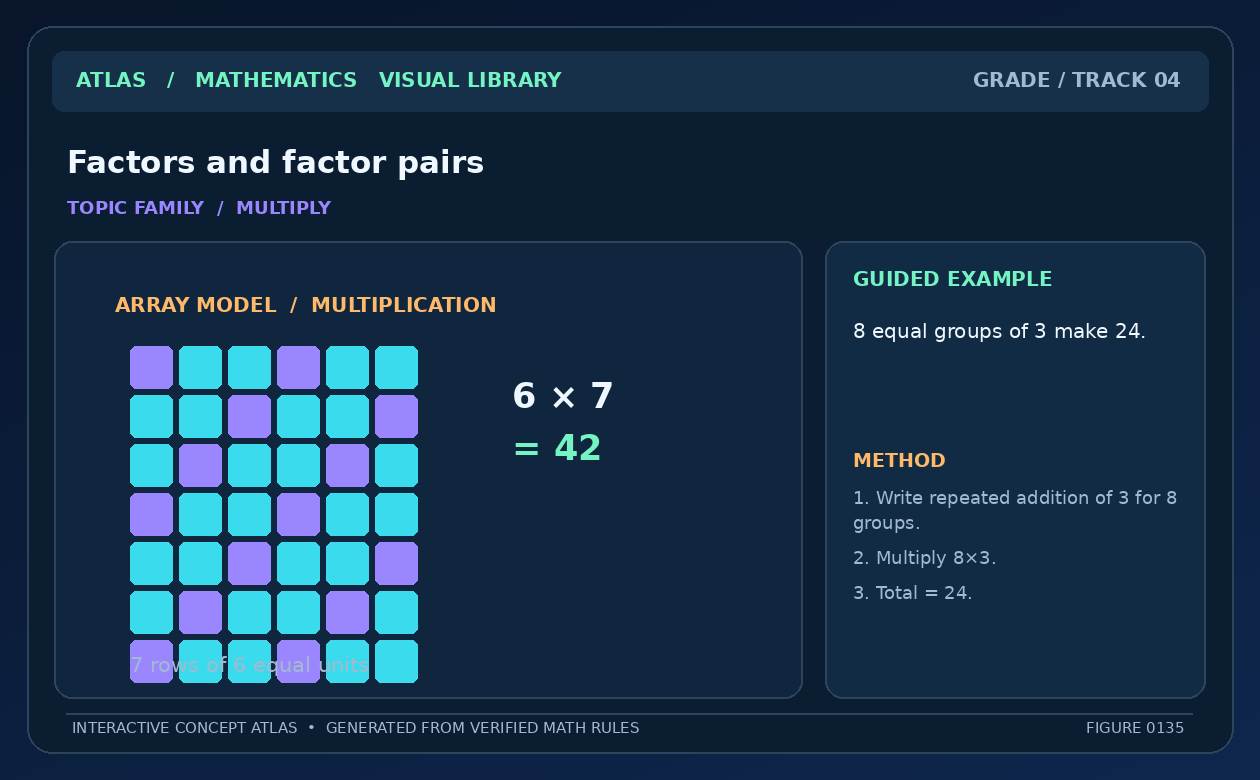 ATLAS / MATHEMATICS VISUAL LIBRARY
GRADE / TRACK 04
Factors and factor pairs
TOPIC FAMILY / MULTIPLY
ARRAY MODEL / MULTIPLICATION
6 × 7
= 42
7 rows of 6 equal units
GUIDED EXAMPLE
8 equal groups of 3 make 24.
METHOD
1. Write repeated addition of 3 for 8
groups.
2. Multiply 8×3.
3. Total = 24.
INTERACTIVE CONCEPT ATLAS • GENERATED FROM VERIFIED MATH RULES
FIGURE 0135